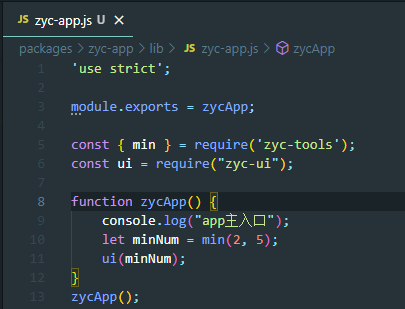 JS zyc-app.js U ×
packages > zyc-app > lib > JS zyc-app.js > zycApp
1 'use strict';
2
3 module.exports = zycApp;
4
5 const { min } = require('zyc-tools');
6 const ui = require("zyc-ui");
7
8 function zycApp() {
9 console.log("app主入口");
10 let minNum = min(2, 5);
11 ui(minNum);
12 }
13 zycApp();